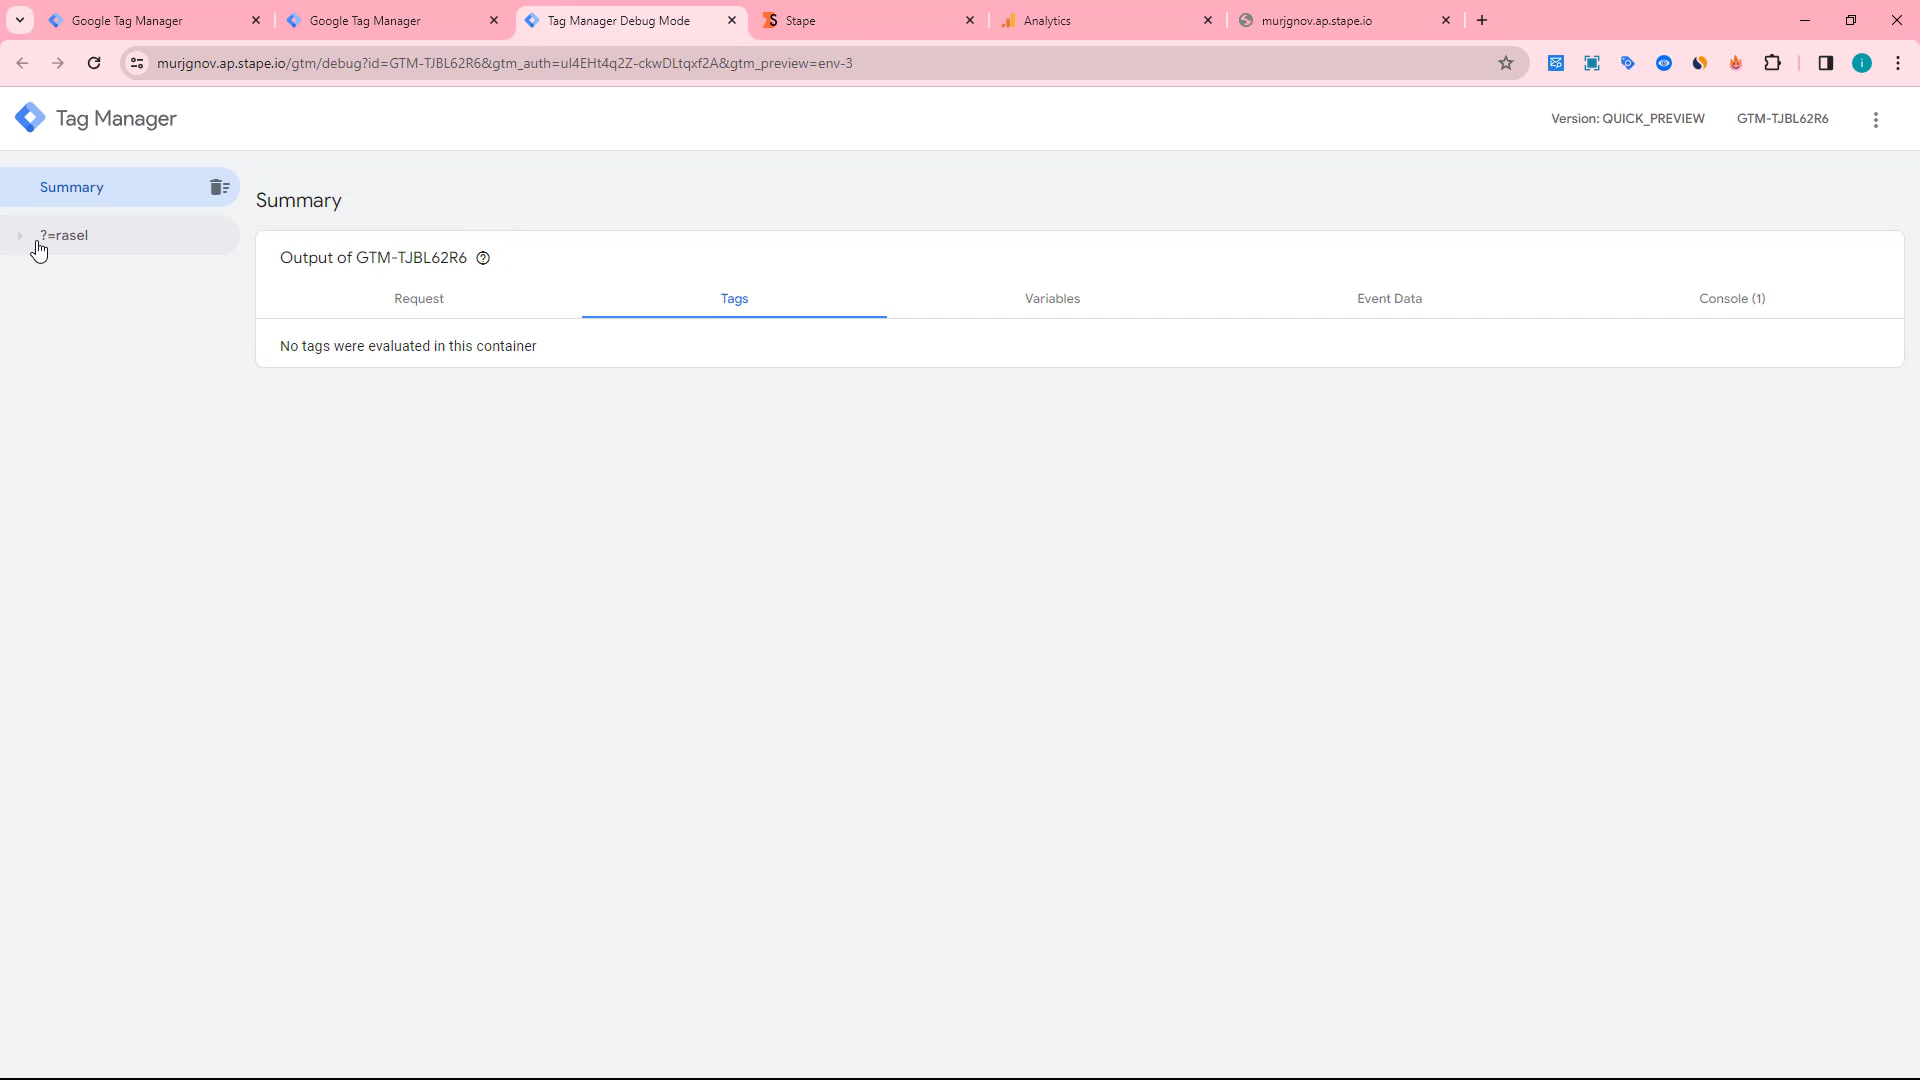 Google Tag Manager
Google Tag Manager
Tag Manager Debug Mode
Stape
Analytics
murjgnov.ap.stape.io
murjgnov.ap.stape.io/gtm/debug?id=GTM-TJBL62R6&gtm_auth=ul4EHt4q2Z-ckwDLtqxf2A&gtm_preview=env-3
i
Tag Manager
Version: QUICK_PREVIEW
GTM-TJBL62R6
Summary
?=rasel
Summary
Output of GTM-TJBL62R6
Request
Tags
Variables
Event Data
Console (1)
No tags were evaluated in this container